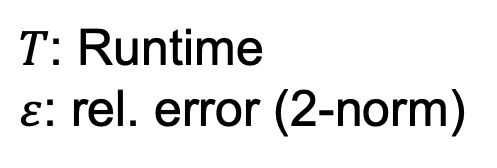 T: Runtime
ε: rel. error (2-norm)